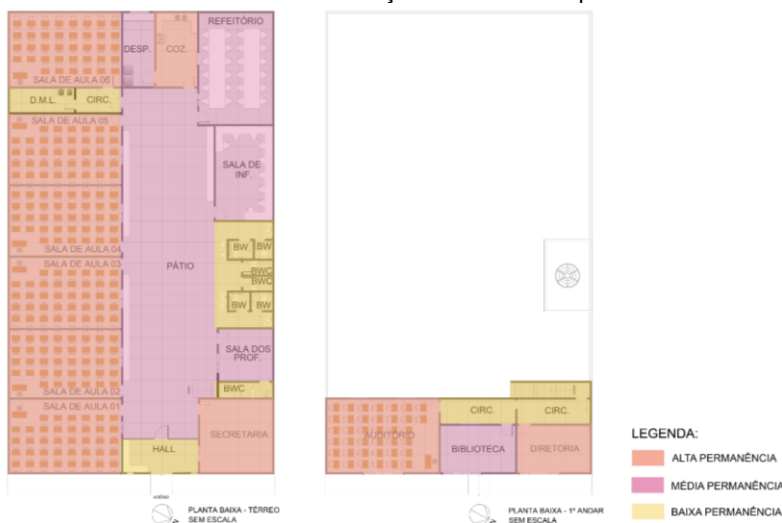 REFEITÓRIO
DESP.
COZ.
SALA DE AULA 06
D.M.L.
CIRC.
SALA DE AULA 05
SALA DE
INF.
SALA DE AULA 04
SALA DE AULA 03
BW
BW
BWC
BWC
PÁTIO
BW
BW
SALA DOS
PROF.
SALA DE AULA 02
BWC
SALA DE AULA 01
HALL
SECRETARIA
PLANTA BAIXA - TÉRREO
SEM ESCALA
CIRC.
CIRC.
AUDITÓRIO
BIBLIOTECA
DIRETORIA
PLANTA BAIXA - 1º ANDAR
SEM ESCALA
LEGENDA:
ALTA PERMANÊNCIA
MÉDIA PERMANÊNCIA
BAIXA PERMANÊNCIA